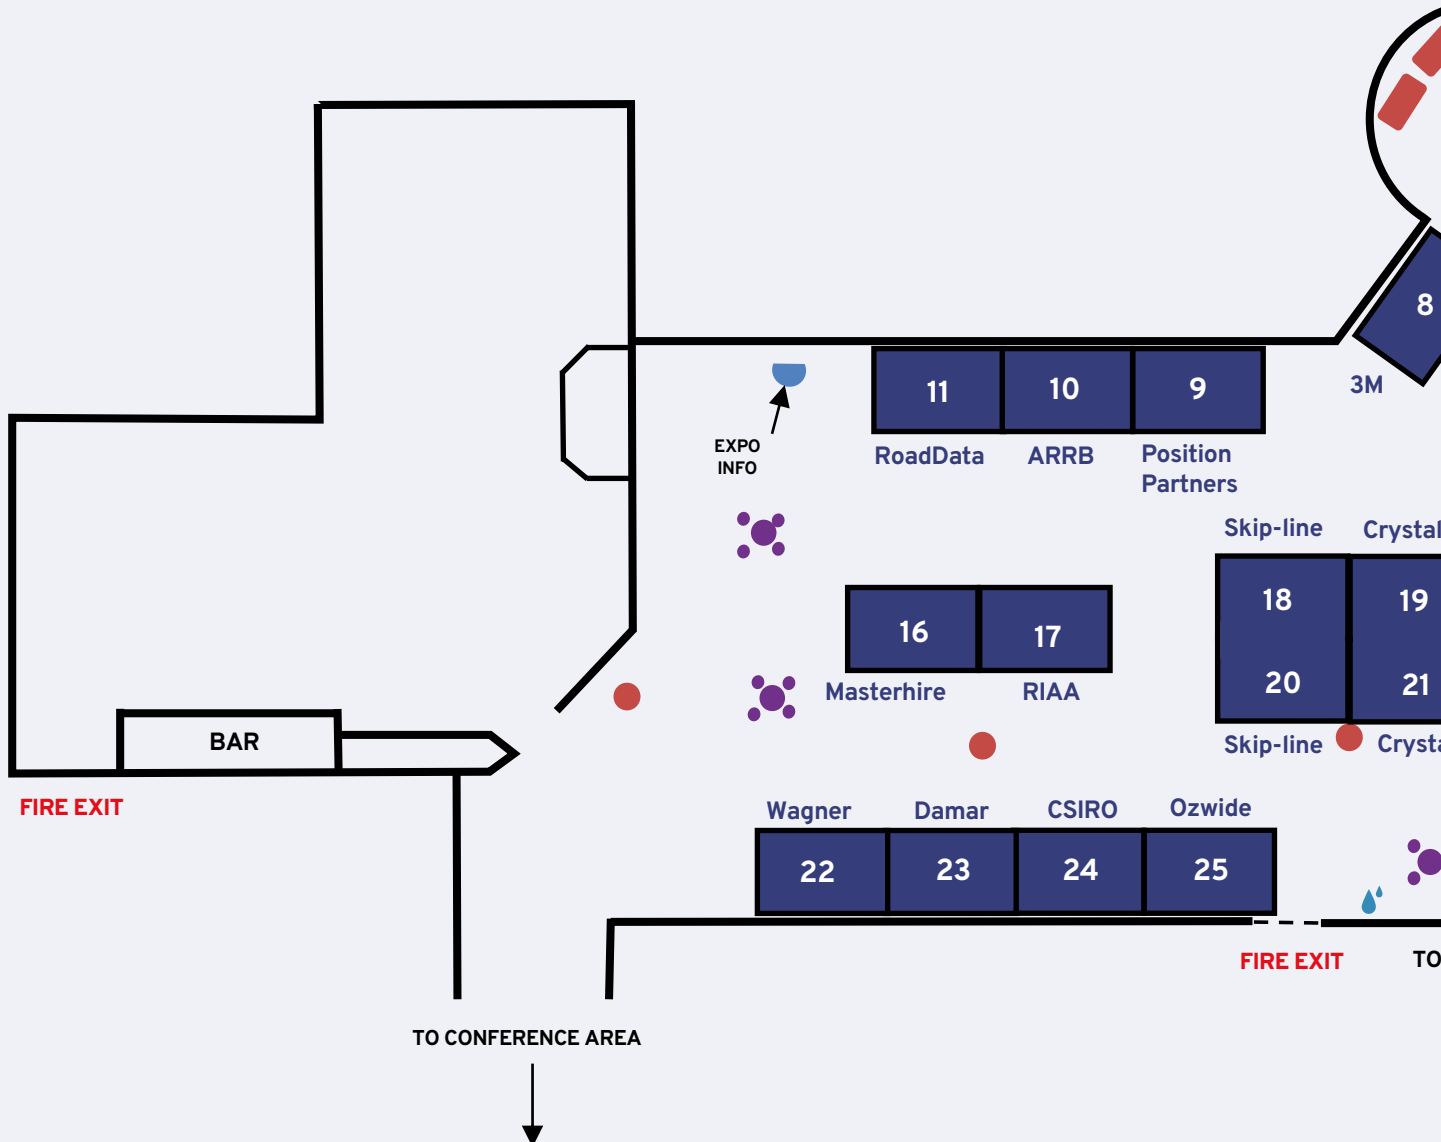 8
11
10
9
3M
EXPO
INFO
RoadData
ARRB
Position
Partners
Skip-line
Crystal
18
19
16
17
20
21
Masterhire
RIAA
BAR
Skip-line
FIRE EXIT
Wagner
Damar
CSIRO
Ozwide
22
23
24
25
FIRE EXIT
TO
TO CONFERENCE AREA